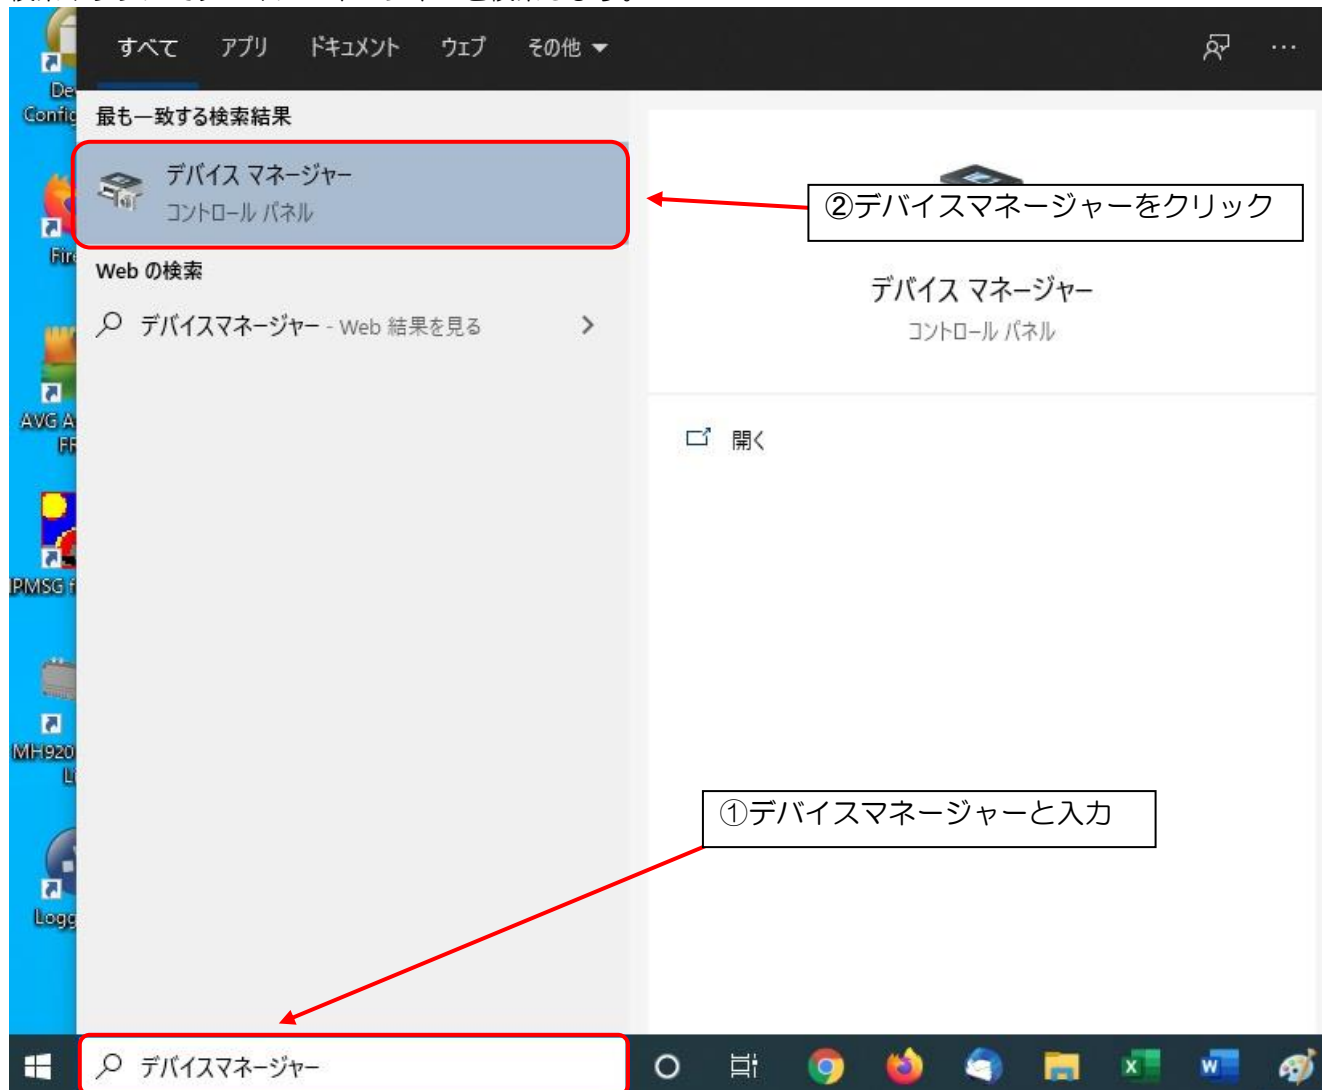 すべて アプリ ドキュメント ウェブ その他
De
Config
最も一致する検索結果
デバイス マネージャー
コントロール パネル
②デバイスマネージャーをクリック
Fire
Web の検索
デバイスマネージャー - Web 結果を見る
デバイス マネージャー
コントロール パネル
AVG A
FR
開く
IPMSG f
MH920
Logg
①デバイスマネージャーと入力
デバイスマネージャー